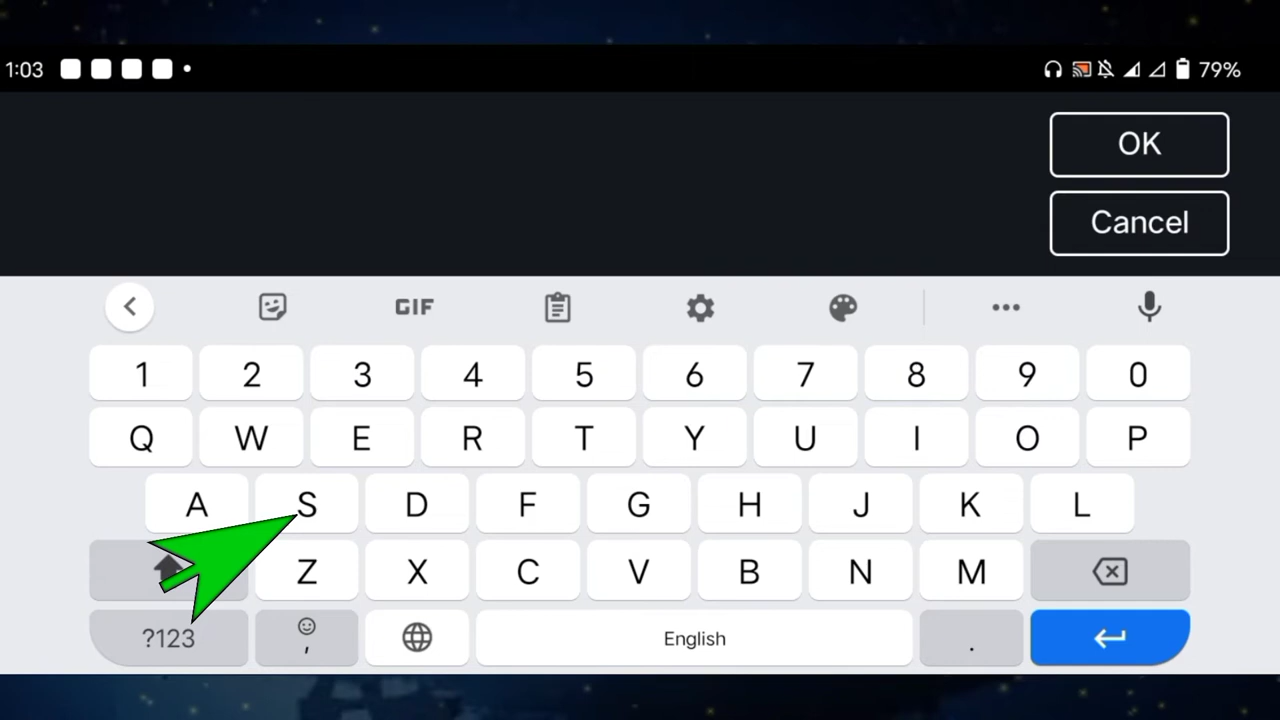 1:03 79%
OK
Cancel
GIF
1 2 3 4 5 6 7 8 9 0
Q W E R T Y U I O P
A S D F G H J K L
Z X C V B N M
?123 , English .